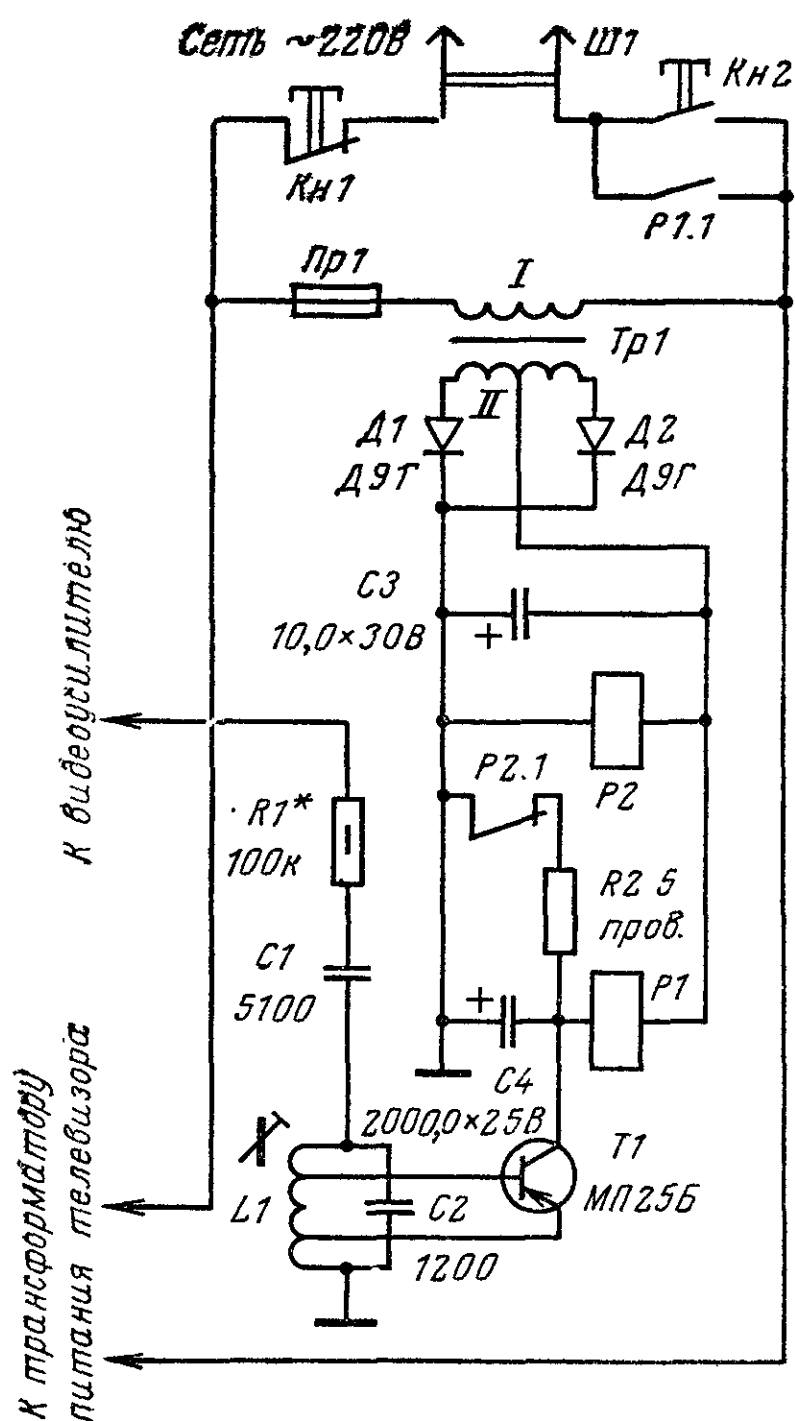 Сеть ~220В
Ш1
Кн2
Кн1
Р1.1
Пр1
I
Тр1
II
Д1
Д9Г
Д2
Д9Г
С3
+
10,0×30В
К видеоусилителю
Р2.1
Р2
R1*
100к
R2 5
пров.
С1
5100
+
Р1
С4
2000,0×25В
Т1
МП25Б
L1
С2
1200
К трансформатору
питания телевизора